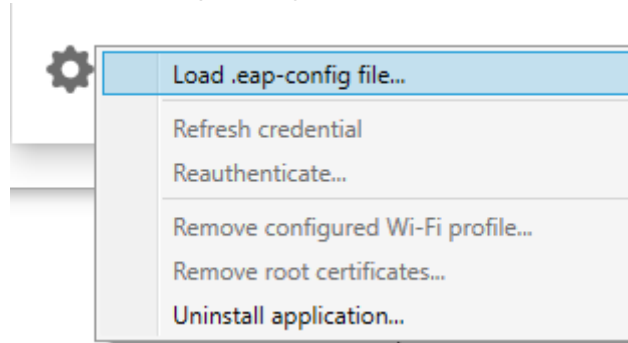 Load .eap-config file...
Refresh credential
Reauthenticate...
Remove configured Wi-Fi profile...
Remove root certificates...
Uninstall application...